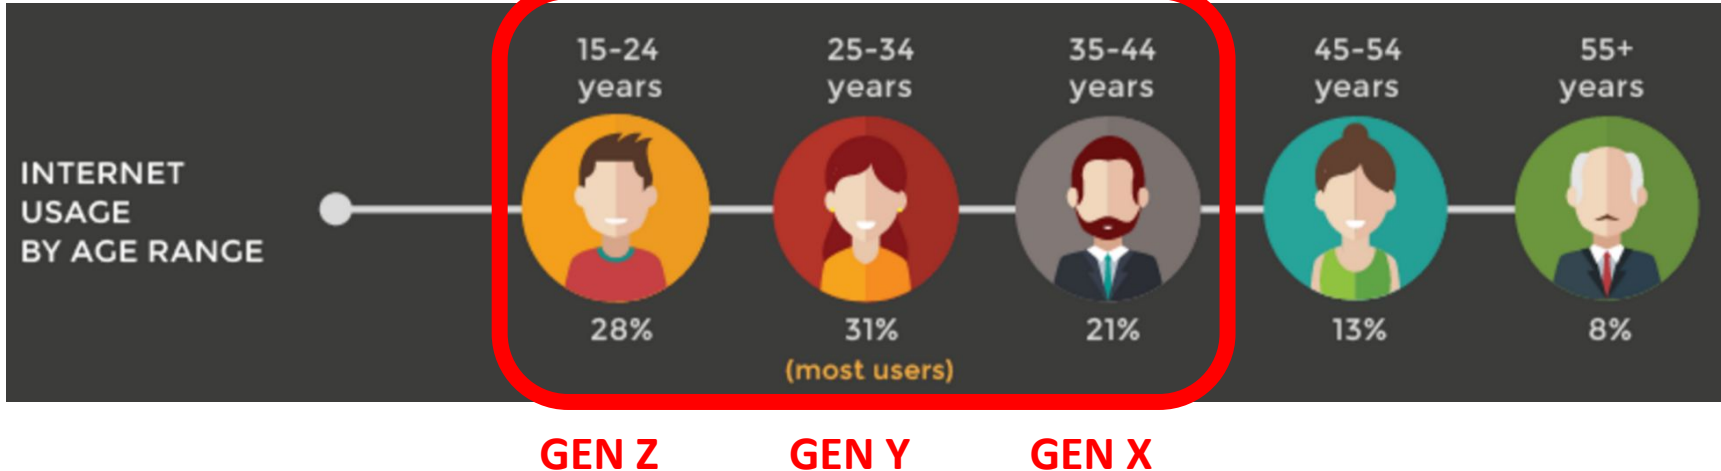 INTERNET
USAGE
BY AGE RANGE
15-24
years
28%
25-34
years
31%
(most users)
35-44
years
21%
45-54
years
13%
55+
years
8%
GEN Z
GEN Y
GEN X